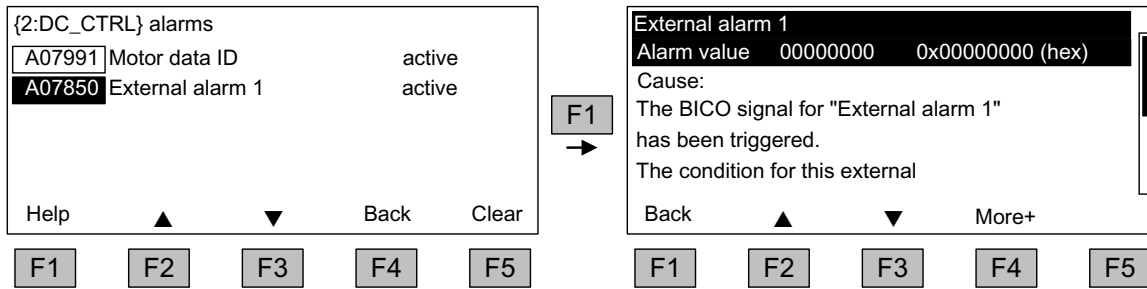 {2:DC_CTRL} alarms
A07991 Motor data ID active
A07850 External alarm 1 active
Help ▲ ▼ Back Clear
F1 F2 F3 F4 F5
F1
External alarm 1
Alarm value 00000000 0x00000000 (hex)
Cause:
The BICO signal for "External alarm 1"
has been triggered.
The condition for this external
Back ▲ ▼ More+
F1 F2 F3 F4 F5